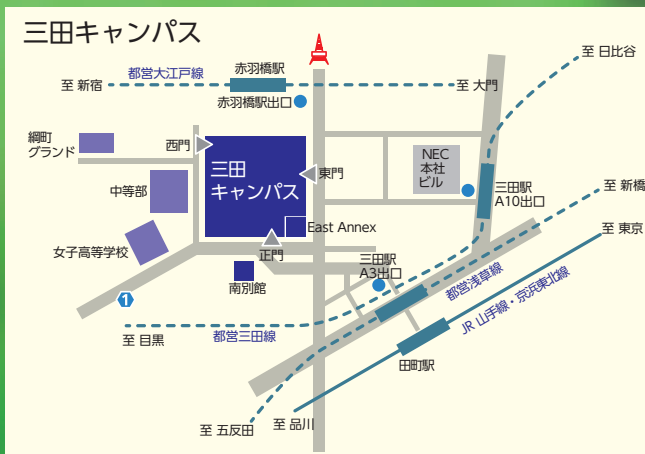 三田キャンパス
至 日比谷
都営大江戸線
赤羽橋駅
至 新宿
至 大門
赤羽橋駅出口
綱町
グランド
西門
三田
キャンパス
東門
NEC
本社
ビル
中等部
三田駅
A10出口
至 新橋
至 東京
East Annex
女子高等学校
正門
三田駅
A3出口
南別館
都営浅草線
1
JR 山手線・京浜東北線
至 目黒
都営三田線
田町駅
至 五反田
至 品川